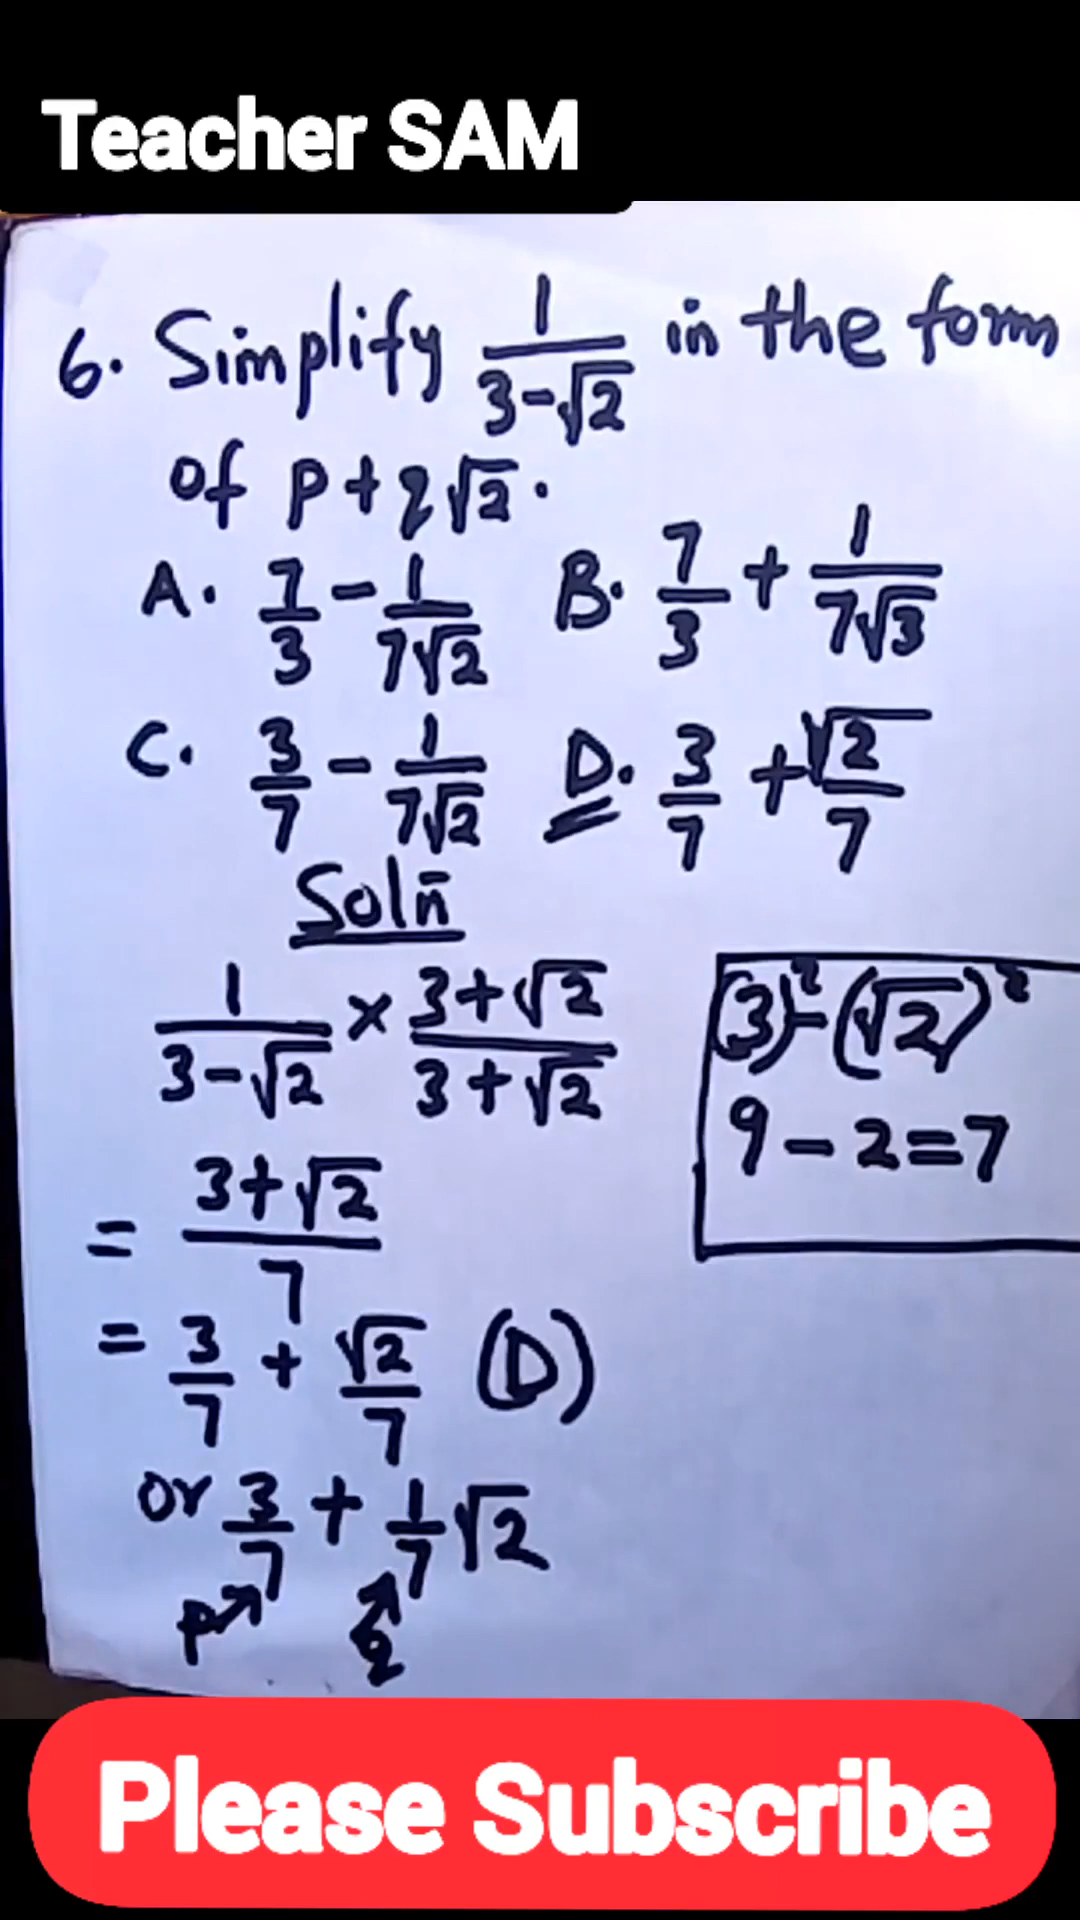 Teacher SAM
6. Simplify 1/(3-√2) in the form
of p+q√2.
A. 7/3 - 1/(7√2) B. 7/3 + 1/(7√3)
C. 3/7 - 1/(7√2) D. 3/7 + √2/7
Solñ
1/(3-√2) × (3+√2)/(3+√2)
(3)²-(√2)²
9-2=7
= (3+√2)/7
= 3/7 + √2/7 (D)
or 3/7 + 1/7 √2
p q
Please Subscribe